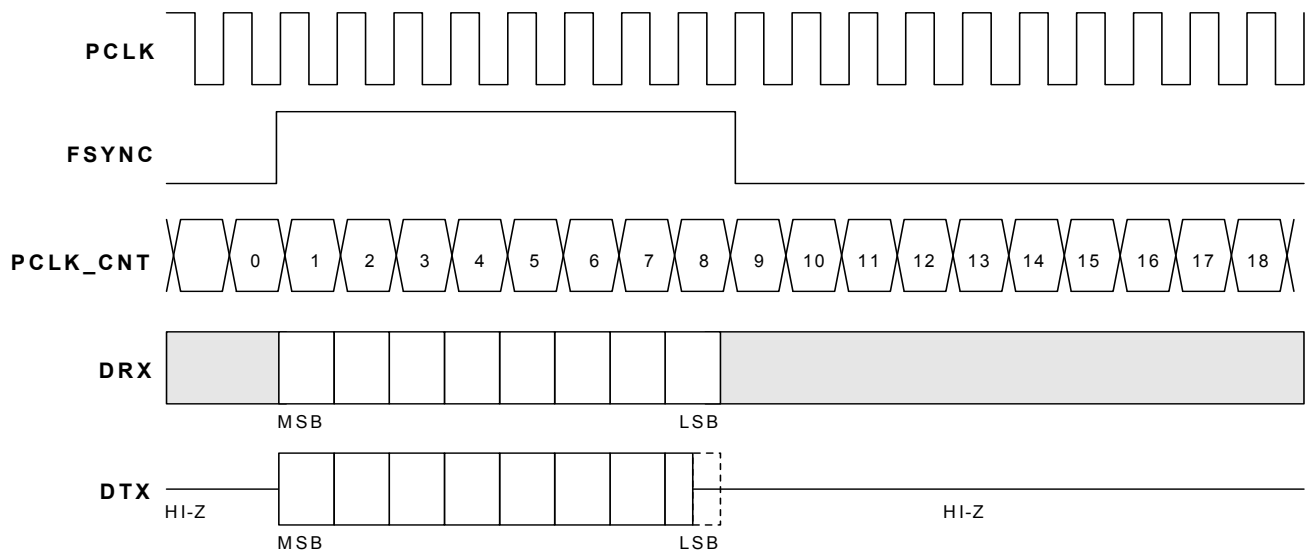 PCLK
FSYNC
PCLK_CNT 0 1 2 3 4 5 6 7 8 9 10 11 12 13 14 15 16 17 18
DRX
MSB LSB
DTX
HI-Z HI-Z
MSB LSB